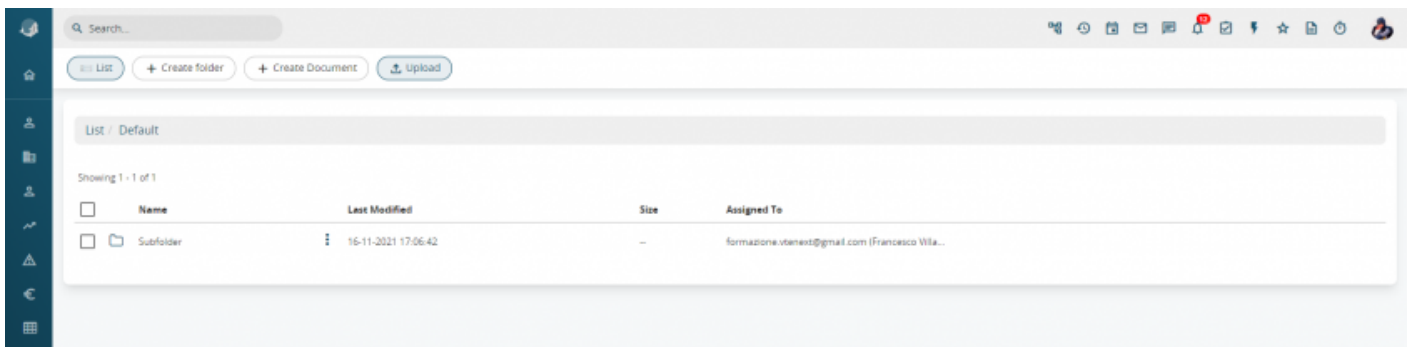 Search...
List + Create folder + Create Document Upload
List / Default
Showing 1 - 1 of 1
Name Last Modified Size Assigned To
Subfolder 16-11-2021 17:06:42 -- formazione.vtenext@gmail.com (Francesco Villa...